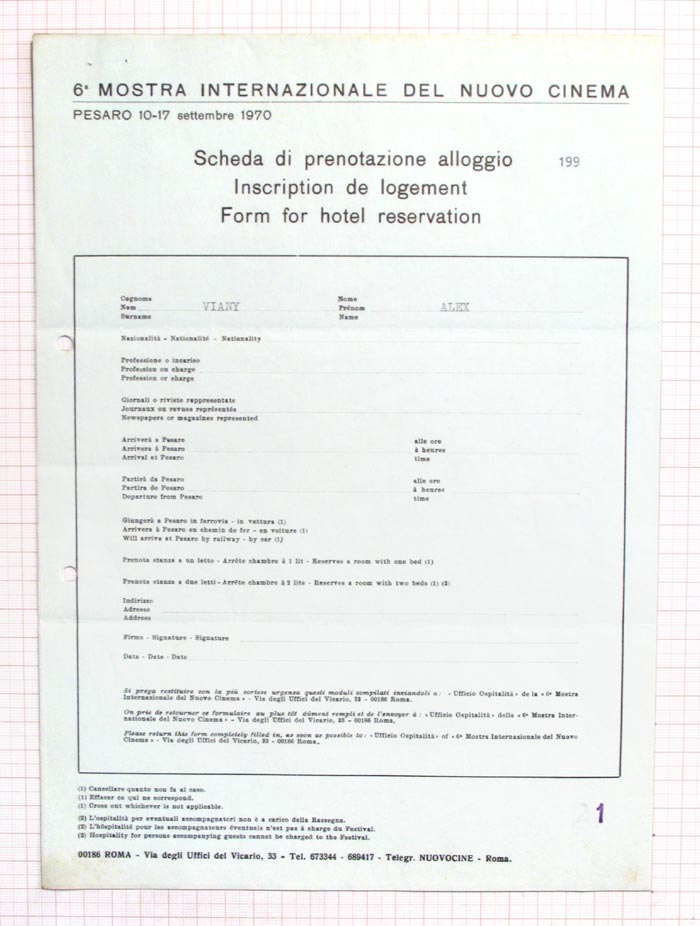 6ª MOSTRA INTERNAZIONALE DEL NUOVO CINEMA
PESARO 10-17 settembre 1970
Scheda di prenotazione alloggio 199
Inscription de logement
Form for hotel reservation
Cognome Nome
Nom VIANY Prénom ALEX
Surname Name
Nazionalità - Nationalité - Nationality
Professione o incarico
Profession ou charge
Profession or charge
Giornali o riviste rappresentate
Journaux ou revues représentés
Newspapers or magazines represented
Arriverà a Pesaro alle ore
Arrivera à Pesaro à heures
Arrival at Pesaro time
Partirà da Pesaro alle ore
Partira de Pesaro à heures
Departure from Pesaro time
Giungerà a Pesaro in ferrovia - in vettura (1)
Arrivera à Pesaro en chemin de fer - en voiture (1)
Will arrive at Pesaro by railway - by car (1)
Prenota stanza a un letto - Arrête chambre à 1 lit - Reserves a room with one bed (1)
Prenota stanza a due letti - Arrête chambre à 2 lits - Reserves a room with two beds (1) (2)
Indirizzo
Adresse
Address
Firma - Signature - Signature
Data - Date - Date
Si prega restituire con la più cortese urgenza questi moduli compilati inviandoli a: «Ufficio Ospitalità» de la «6ª Mostra
Internazionale del Nuovo Cinema» - Via degli Uffici del Vicario, 33 - 00186 Roma.
On prie de retourner ce formulaire au plus tôt dûment rempli et de l'envoyer à: «Ufficio Ospitalità» della «6ª Mostra Inter-
nazionale del Nuovo Cinema» - Via degli Uffici del Vicario, 33 - 00186 Roma.
Please return this form completely filled in, as soon as possible to: «Ufficio Ospitalità» of «6ª Mostra Internazionale del Nuovo
Cinema» - Via degli Uffici del Vicario, 33 - 00186 Roma.
(1) Cancellare quanto non fa al caso.
(1) Effacer ce qui ne correspond.
(1) Cross out whichever is not applicable.
(2) L'ospitalità per eventuali accompagnatori non è a carico della Rassegna.
(2) L'hôspitalité pour les accompagnateurs éventuels n'est pas à charge du Festival.
(2) Hospitality for persons accompanying guests cannot be charged to the Festival.
1
00186 ROMA - Via degli Uffici del Vicario, 33 - Tel. 673344 - 689417 - Telegr. NUOVOCINE - Roma.